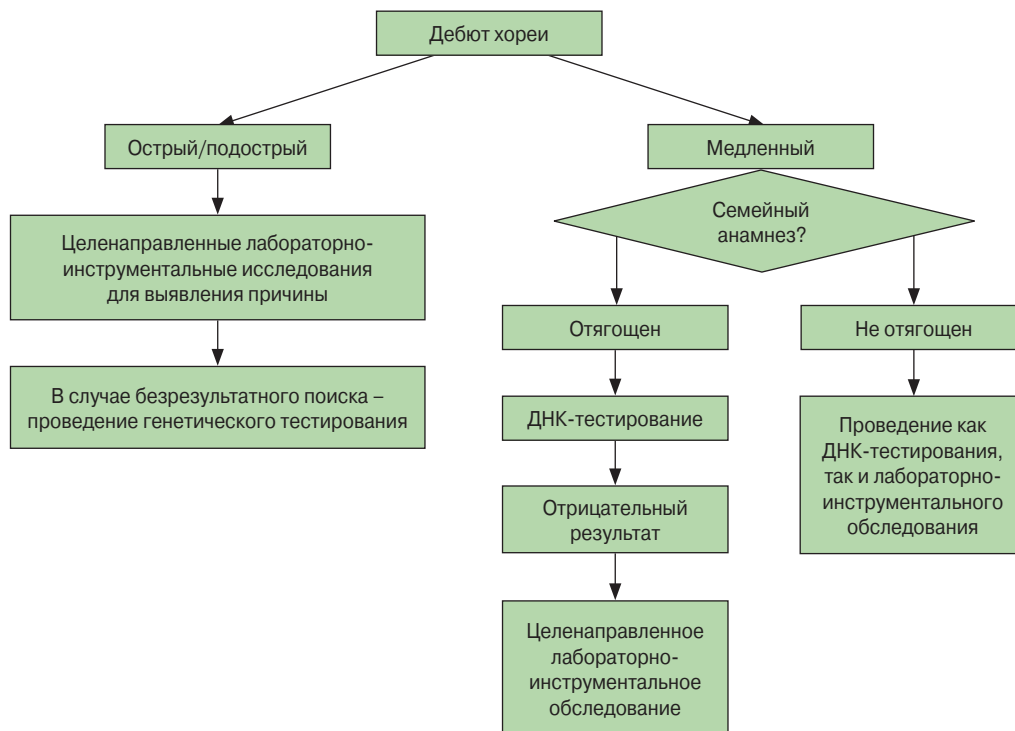 Дебют хореи
Острый/подострый
Целенаправленные лабораторно-
инструментальные исследования
для выявления причины
В случае безрезультатного поиска –
проведение генетического тестирования
Медленный
Семейный
анамнез?
Отягощен
ДНК-тестирование
Отрицательный
результат
Целенаправленное
лабораторно-
инструментальное
обследование
Не отягощен
Проведение как
ДНК-тестирования,
так и лабораторно-
инструментального
обследования